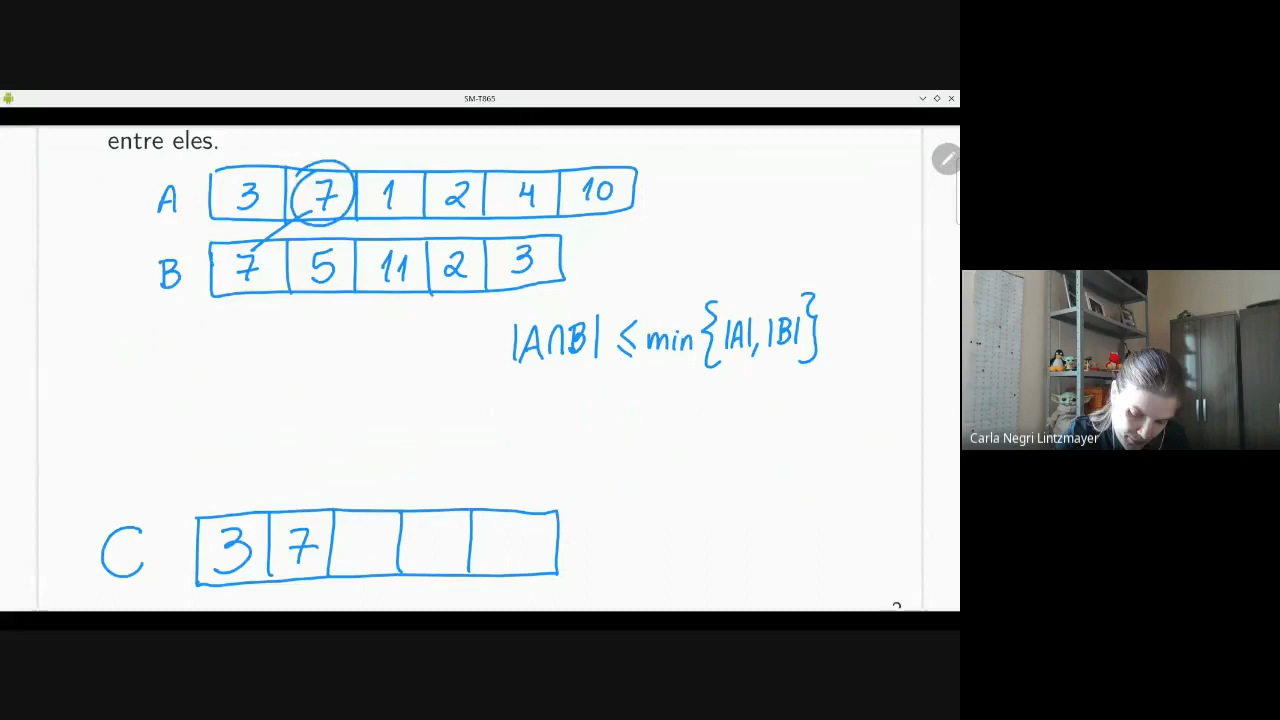 SM-T865
entre eles.
A 3 7 1 2 4 10
B 7 5 11 2 3
|A∩B| ≤ min{|A|, |B|}
Carla Negri Lintzmayer
C 3 7